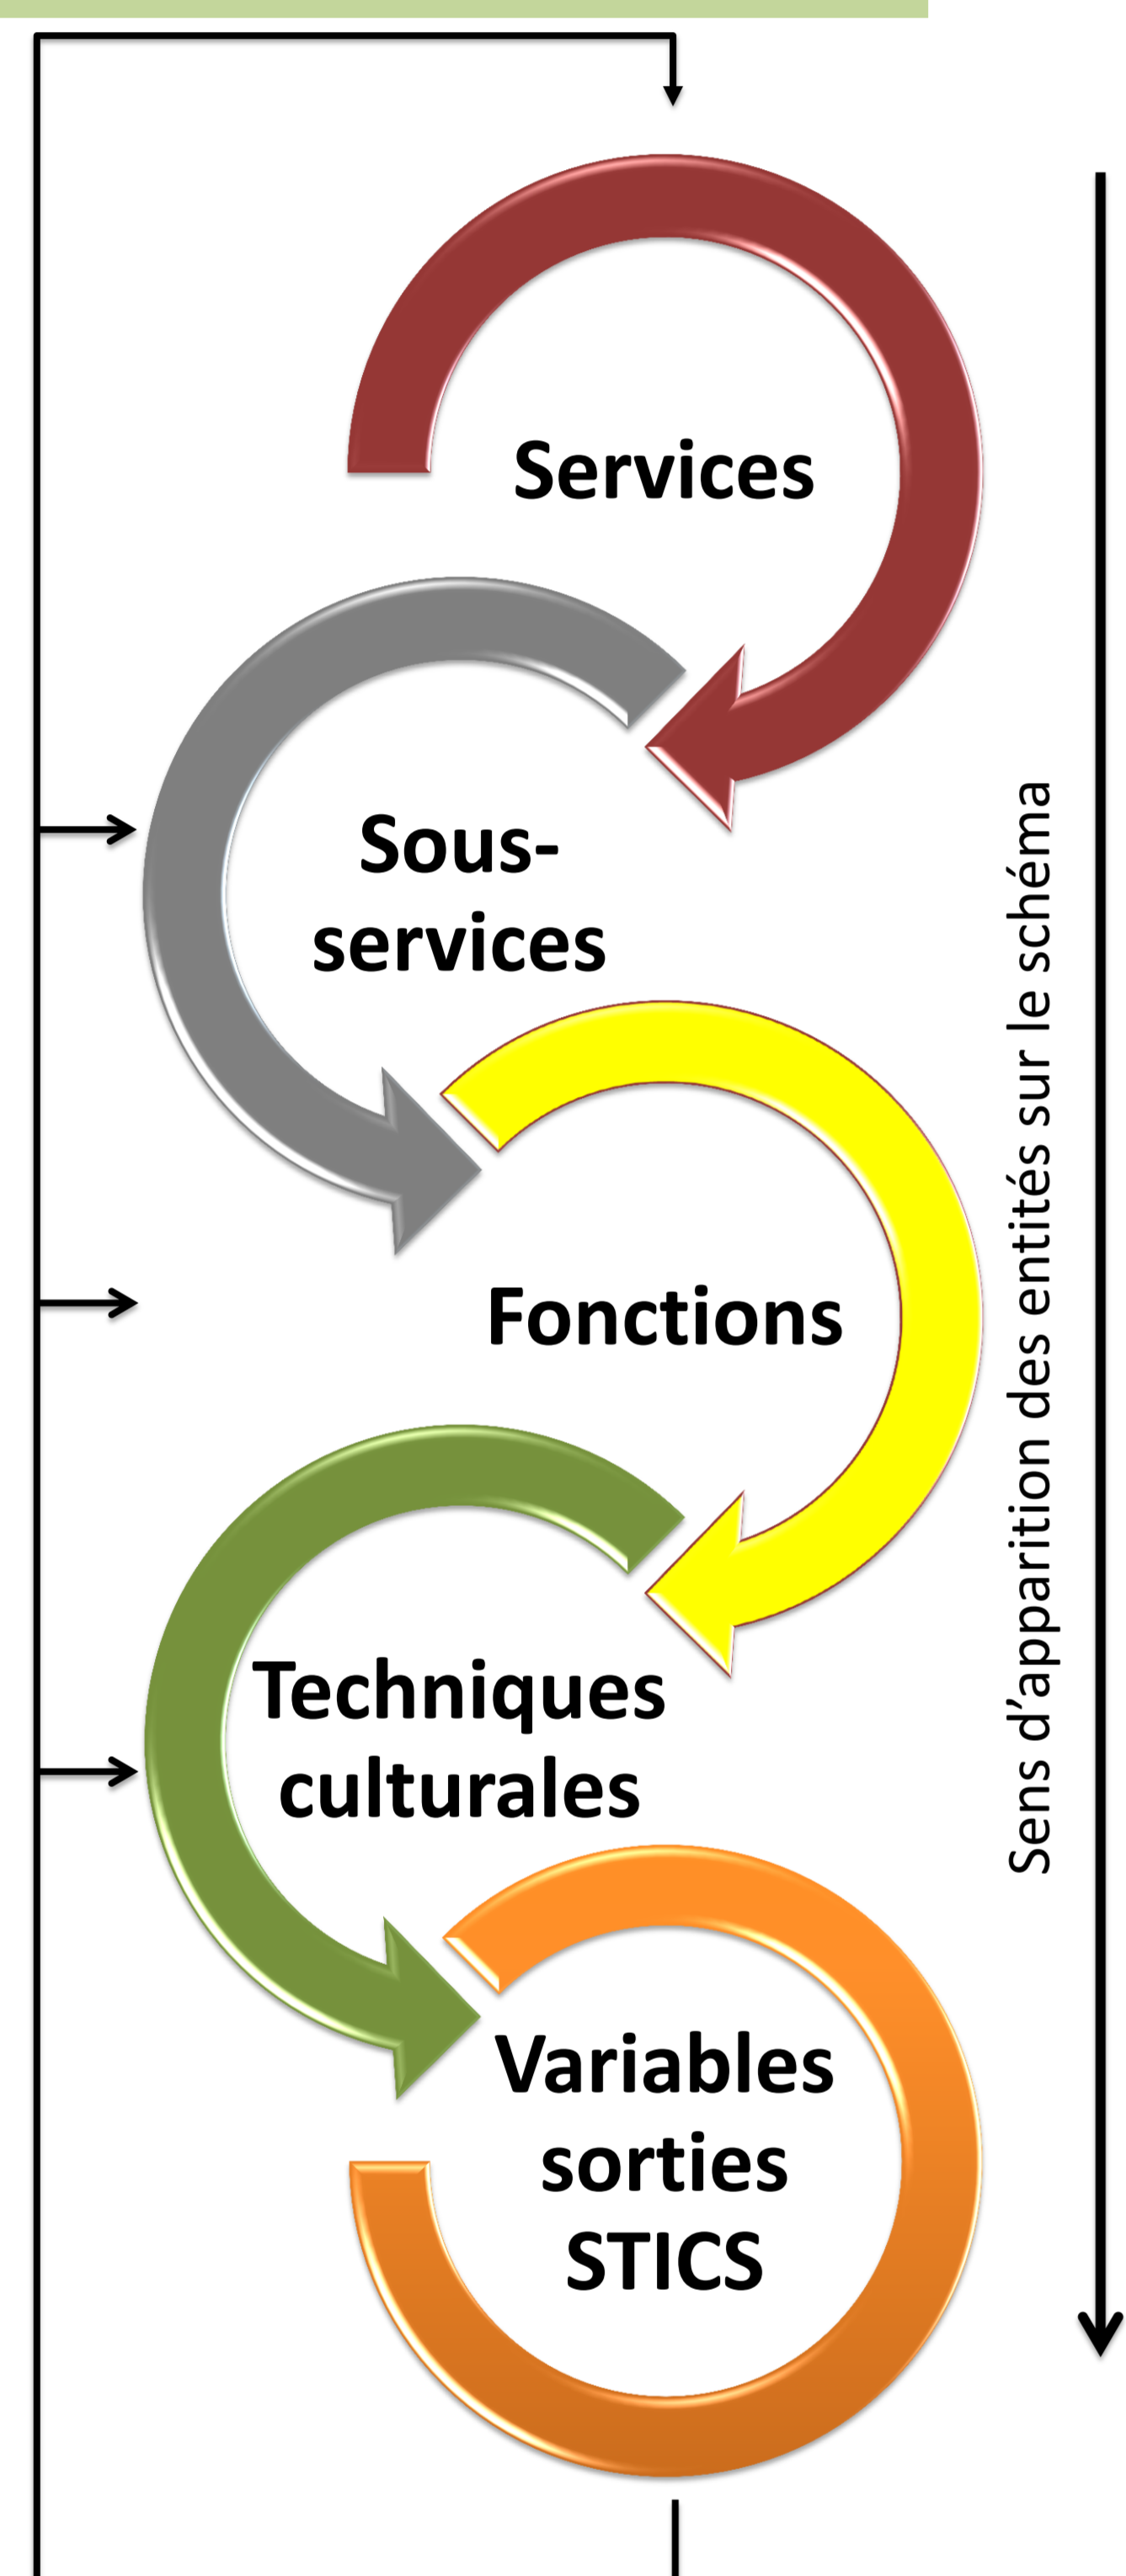 Services
Sous-
services
Fonctions
Techniques
culturales
Variables
sorties
STICS
Sens d’apparition des entités sur le schéma